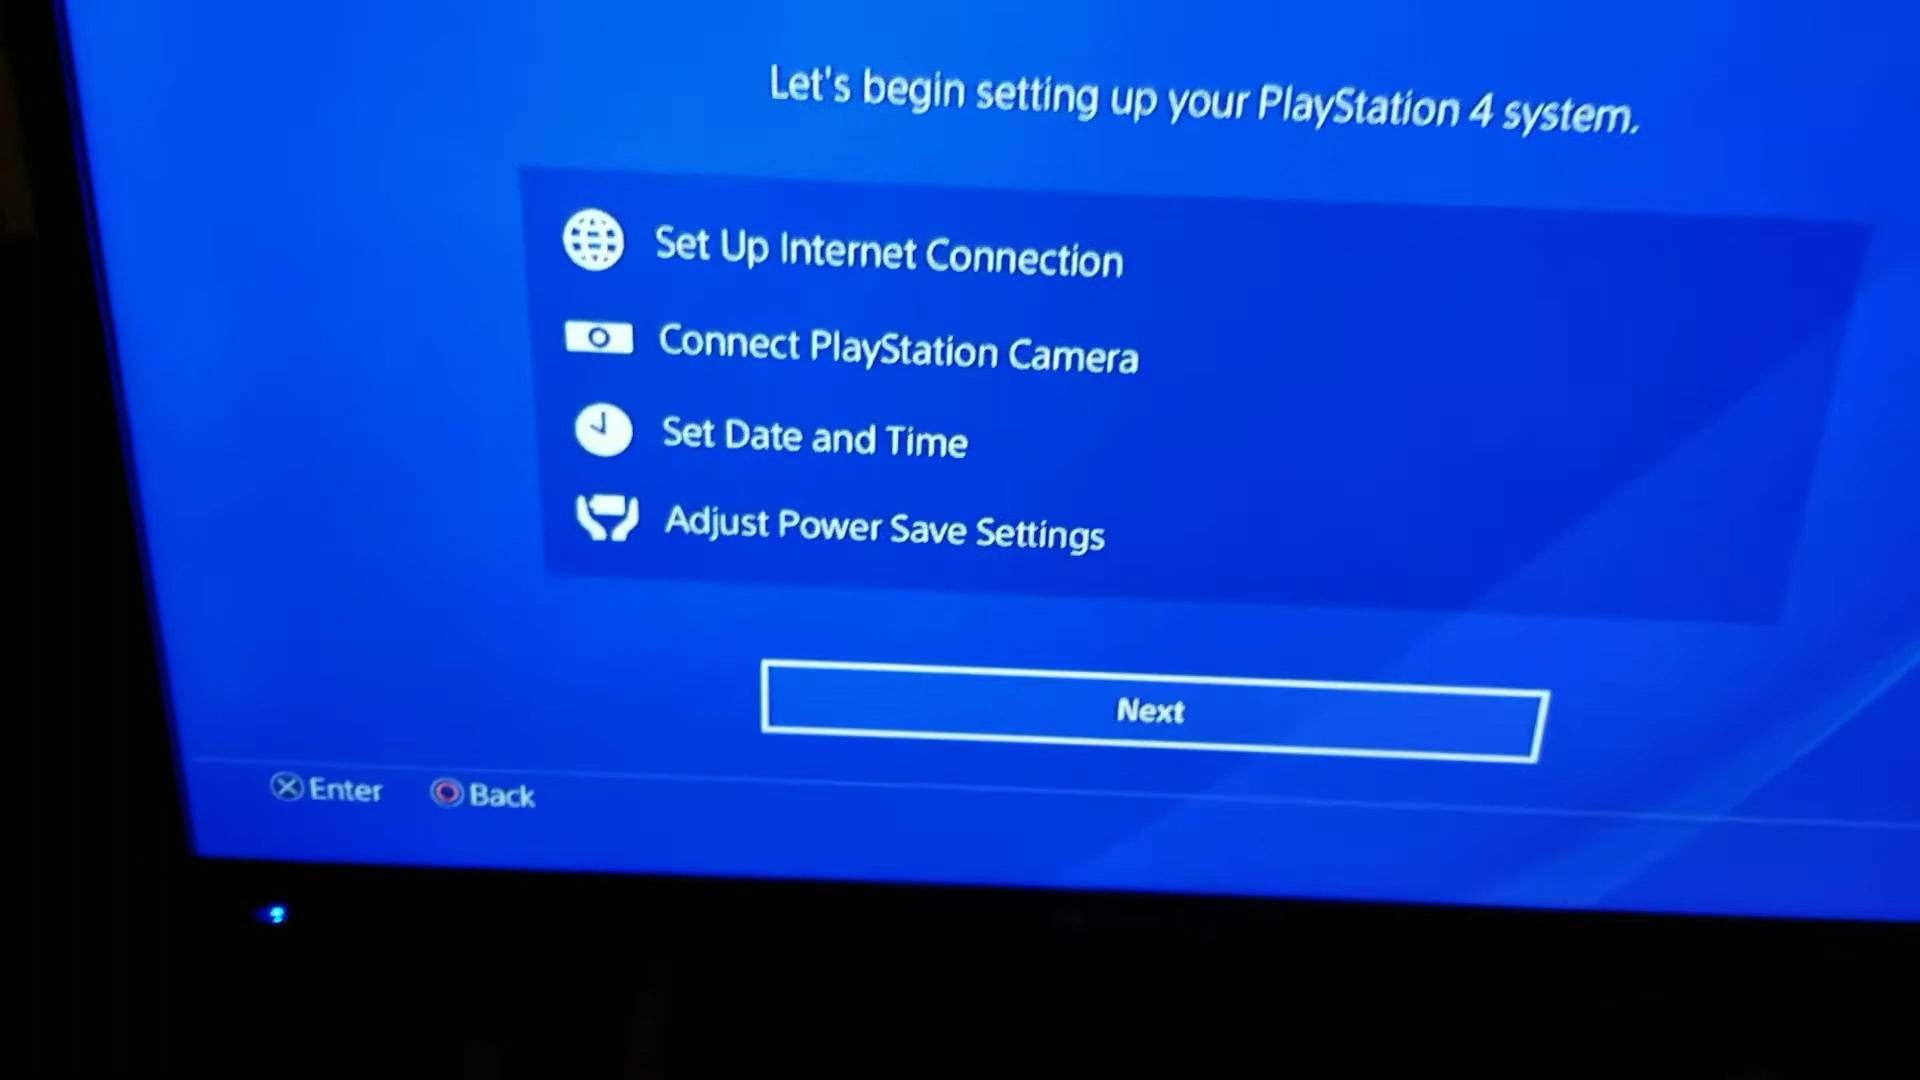 Let's begin setting up your PlayStation 4 system.
Set Up Internet Connection
Connect PlayStation Camera
Set Date and Time
Adjust Power Save Settings
Next
Enter Back